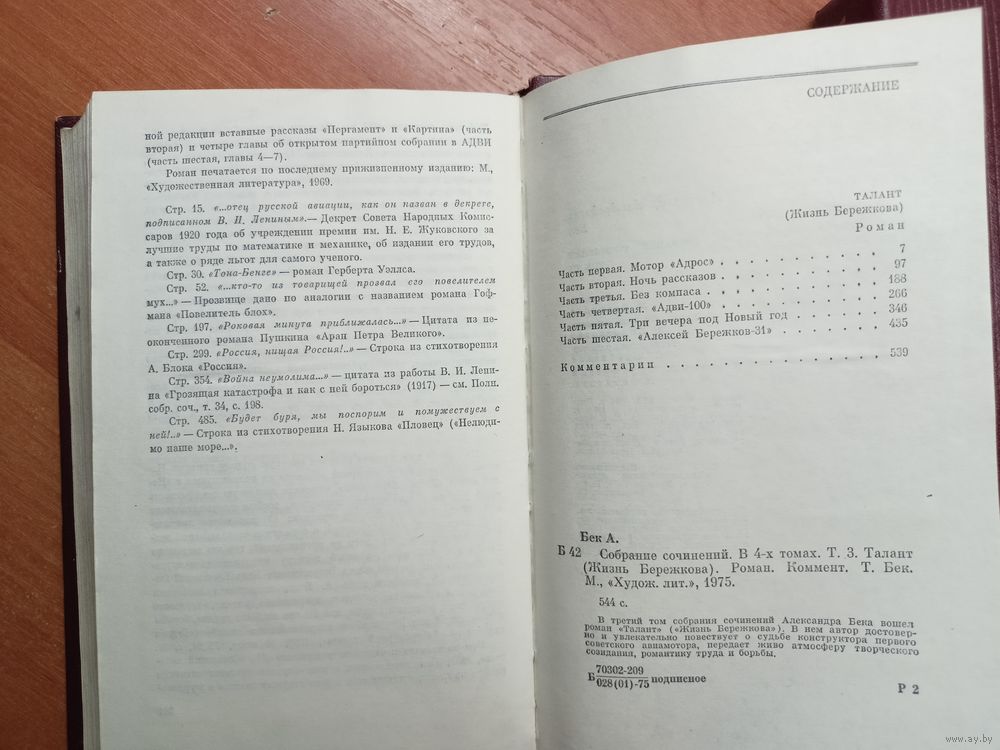 ной редакции вставные рассказы «Пергамент» и «Картина» (часть
вторая) и четыре главы об открытом партийном собрании в АДВИ
(часть шестая, главы 4—7).
Роман печатается по последнему прижизненному изданию: М.,
«Художественная литература», 1969.
Стр. 15. «...отец русской авиации, как он назван в декрете,
подписанном В. И. Лениным».— Декрет Совета Народных Комис-
саров 1920 года об учреждении премии им. Н. Е. Жуковского за
лучшие труды по математике и механике, об издании его трудов,
а также о ряде льгот для самого ученого.
Стр. 30. «Тона-Бенге» — роман Герберта Уэллса.
Стр. 52. «...кто-то из товарищей прозвал его повелителем
мух...» — Прозвище дано по аналогии с названием романа Гоф-
мана «Повелитель блох».
Стр. 197. «Роковая минута приближалась...» — Цитата из не-
оконченного романа Пушкина «Арап Петра Великого».
Стр. 299. «Россия, нищая Россия!..» — Строка из стихотворения
А. Блока «Россия».
Стр. 354. «Война неумолима...» — цитата из работы В. И. Лени-
на «Грозящая катастрофа и как с ней бороться» (1917) — см. Полн.
собр. соч., т. 34, с. 198.
Стр. 485. «Будет буря, мы поспорим и помужествуем с
ней!..» — Строка из стихотворения Н. Языкова «Пловец» («Нелюди-
мо наше море...»).
СОДЕРЖАНИЕ
ТАЛАНТ
(Жизнь Бережкова)
Роман
Часть первая. Мотор «Адрос» . . . . . . . . . . 7
Часть вторая. Ночь рассказов . . . . . . . . . . 97
Часть третья. Без компаса . . . . . . . . . . 188
Часть четвертая. «Адви-100» . . . . . . . . . . 266
Часть пятая. Три вечера под Новый год . . . . . . 346
Часть шестая. «Алексей Бережков-31» . . . . . . . 435
Комментарии . . . . . . . . . . . . . 539
Бек А.
Б 42 Собрание сочинений. В 4-х томах. Т. 3. Талант
(Жизнь Бережкова). Роман. Коммент. Т. Бек.
М., «Худож. лит.», 1975.
544 с.
В третий том собрания сочинений Александра Бека вошел
роман «Талант» («Жизнь Бережкова»). В нем автор достовер-
но и увлекательно повествует о судьбе конструктора первого
советского авиамотора, передает живо атмосферу творческого
созидания, романтику труда и борьбы.
70302-209
Б 028(01)-75 подписное
Р 2
www.ay.by